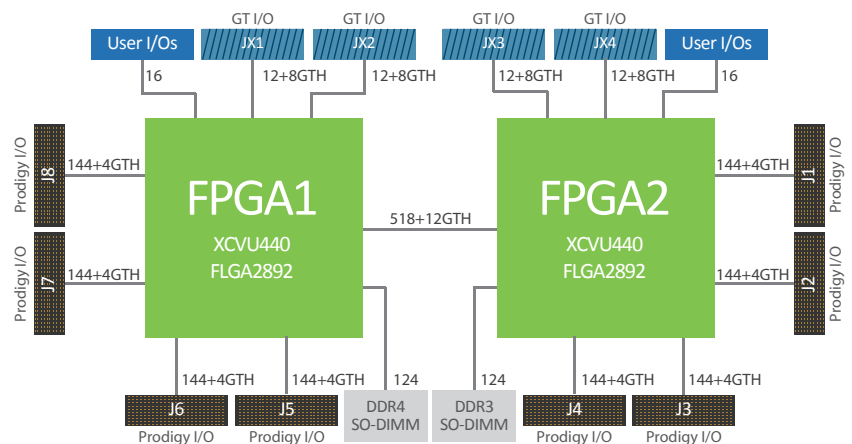 GT I/O
GT I/O
GT I/O
GT I/O
User I/Os
JX1
JX2
JX3
JX4
User I/Os
16
12+8GTH
12+8GTH
12+8GTH
12+8GTH
16
Prodigy I/O
J8
144+4GTH
FPGA1
XCVU440
FLGA2892
518+12GTH
FPGA2
XCVU440
FLGA2892
144+4GTH
J1
Prodigy I/O
Prodigy I/O
J7
144+4GTH
144+4GTH
J2
Prodigy I/O
144+4GTH
144+4GTH
124
124
144+4GTH
144+4GTH
J6
J5
DDR4
SO-DIMM
DDR3
SO-DIMM
J4
J3
Prodigy I/O
Prodigy I/O
Prodigy I/O
Prodigy I/O